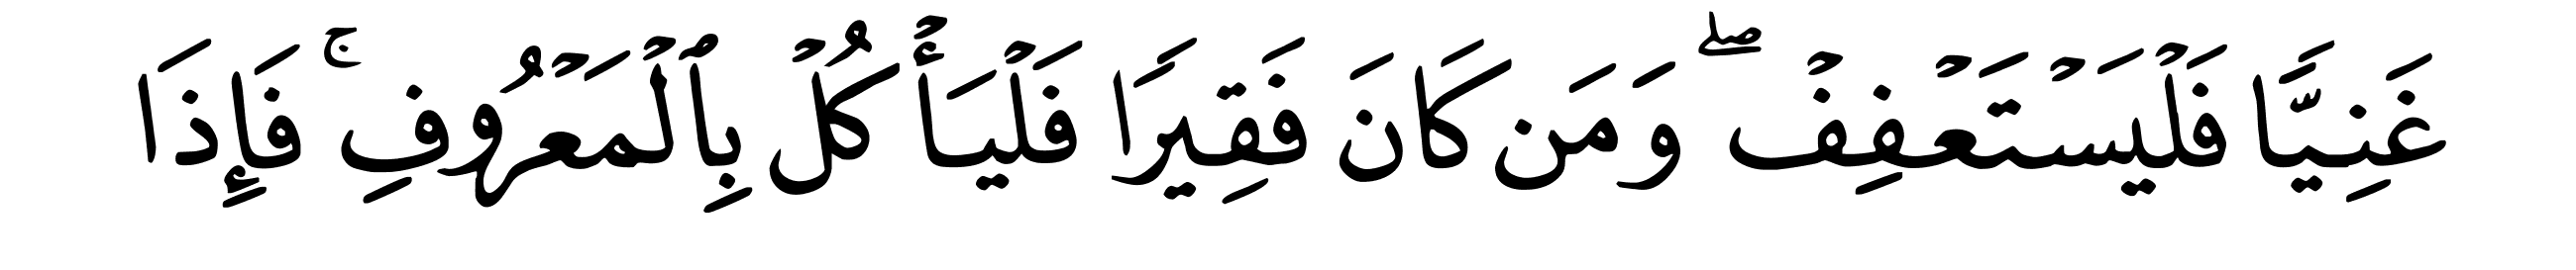 غَنِيًّا فَلۡيَسۡتَعۡفِفۡۖ وَمَن كَانَ فَقِيرًا فَلۡيَأۡكُلۡ بِٱلۡمَعۡرُوفِۚ فَإِذَا